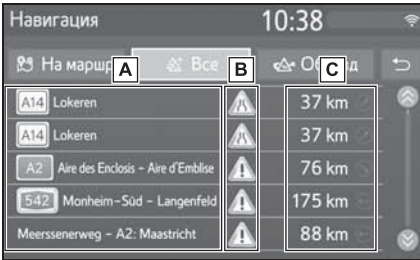 Навигация 10:38
На маршр A Все B Об C д
A14 Lokeren 37 km
A14 Lokeren 37 km
A2 Aire des Enclosis - Aire d'Emblise 76 km
542 Monheim-Süd - Langenfeld 175 km
Meerssenerweg - A2: Maastricht 88 km